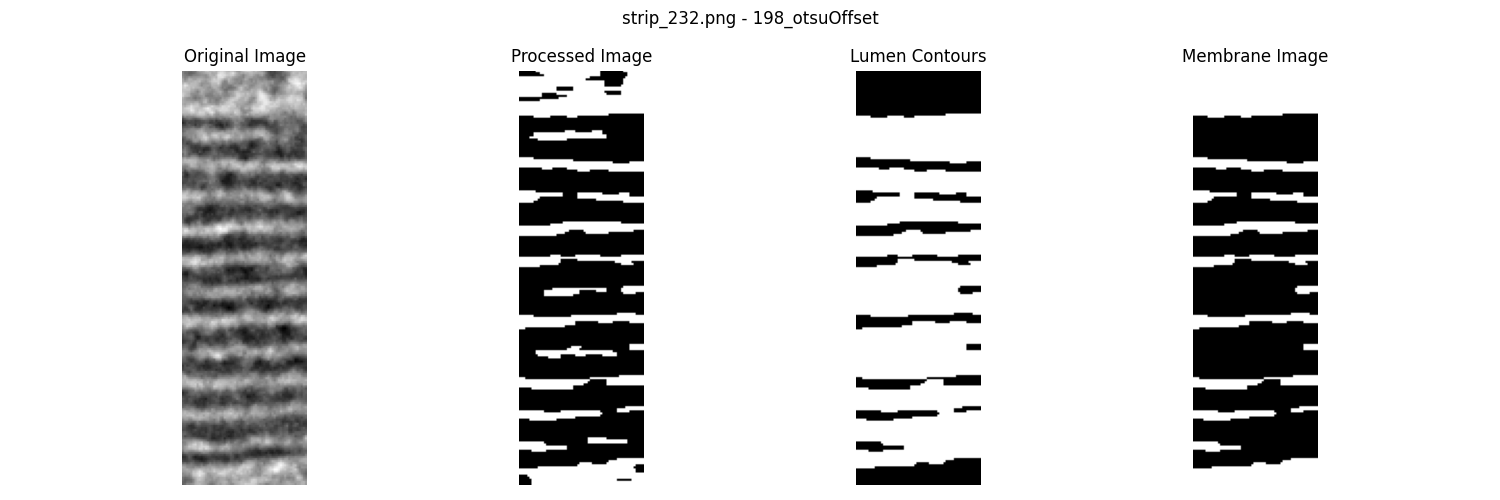 strip_232.png - 198_otsuOffset
Original Image
Processed Image
Lumen Contours
Membrane Image